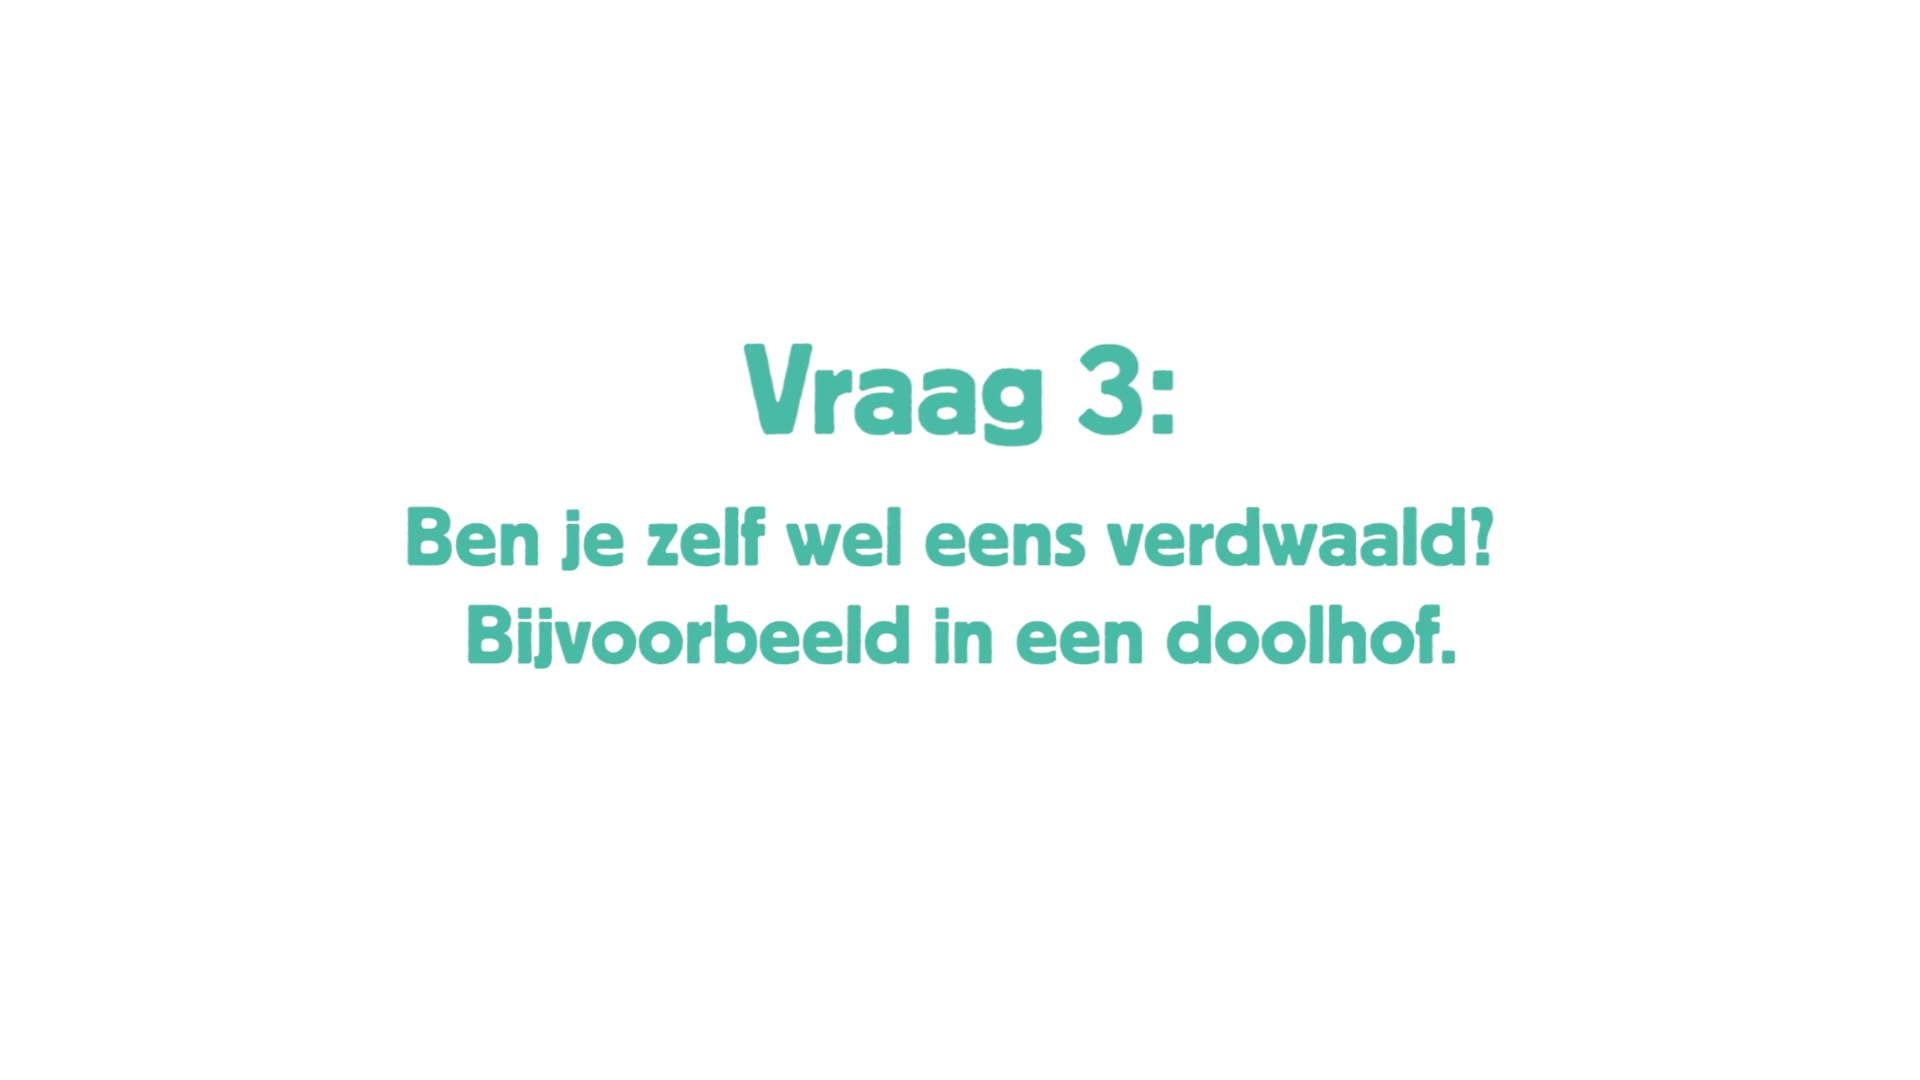 Vraag 3:
Ben je zelf wel eens verdwaald?
Bijvoorbeeld in een doolhof.